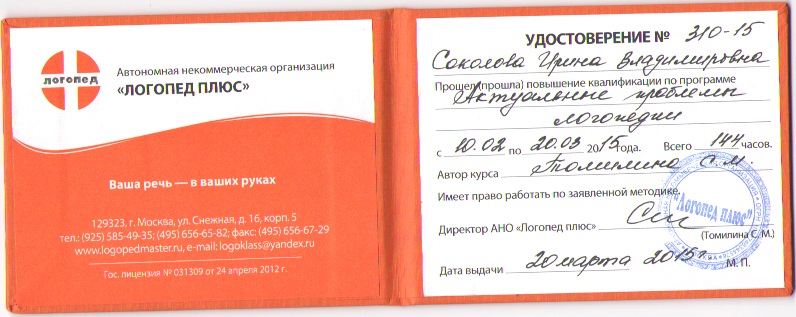 логопед
Автономная некоммерческая организация
«ЛОГОПЕД ПЛЮС»
Ваша речь — в ваших руках
129323, г. Москва, ул. Снежная, д. 16, корп. 5
тел.: (925) 585-49-35; (495) 656-65-82; факс: (495) 656-67-29
www.logopedmaster.ru, e-mail: logoklass@yandex.ru
Гос. лицензия № 031309 от 24 апреля 2012 г.
УДОСТОВЕРЕНИЕ № 310-15
Соколова Ирина Владимировна
Прошел (прошла) повышение квалификации по программе
Актуальные проблемы
логопедии
с 10.02 по 20.03 2015 года. Всего 144 часов.
Автор курса Томилина С. М.
Имеет право работать по заявленной методике.
Директор АНО «Логопед плюс»
(Томилина С. М.)
"Логопед плюс"
Дата выдачи 20 марта 2015 г
М. П.